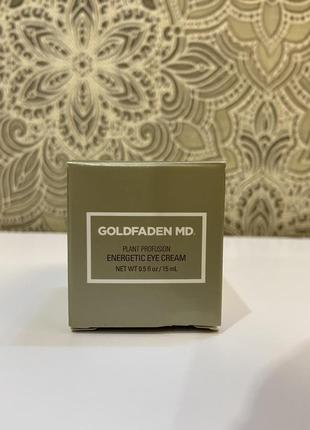 GOLDFADEN MD.
PLANT PROFUSION
ENERGETIC EYE CREAM
NET WT 0.5 fl oz / 15 mL